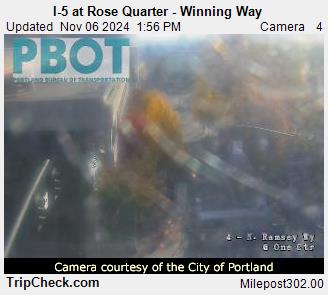 I-5 at Rose Quarter - Winning Way
Updated Nov 06 2024 1:56 PM Camera 4
PBOT
PORTLAND BUREAU OF TRANSPORTATION
4 - N. Ramsey Wy
@ One Ctr
Camera courtesy of the City of Portland
TripCheck.com Milepost302.00